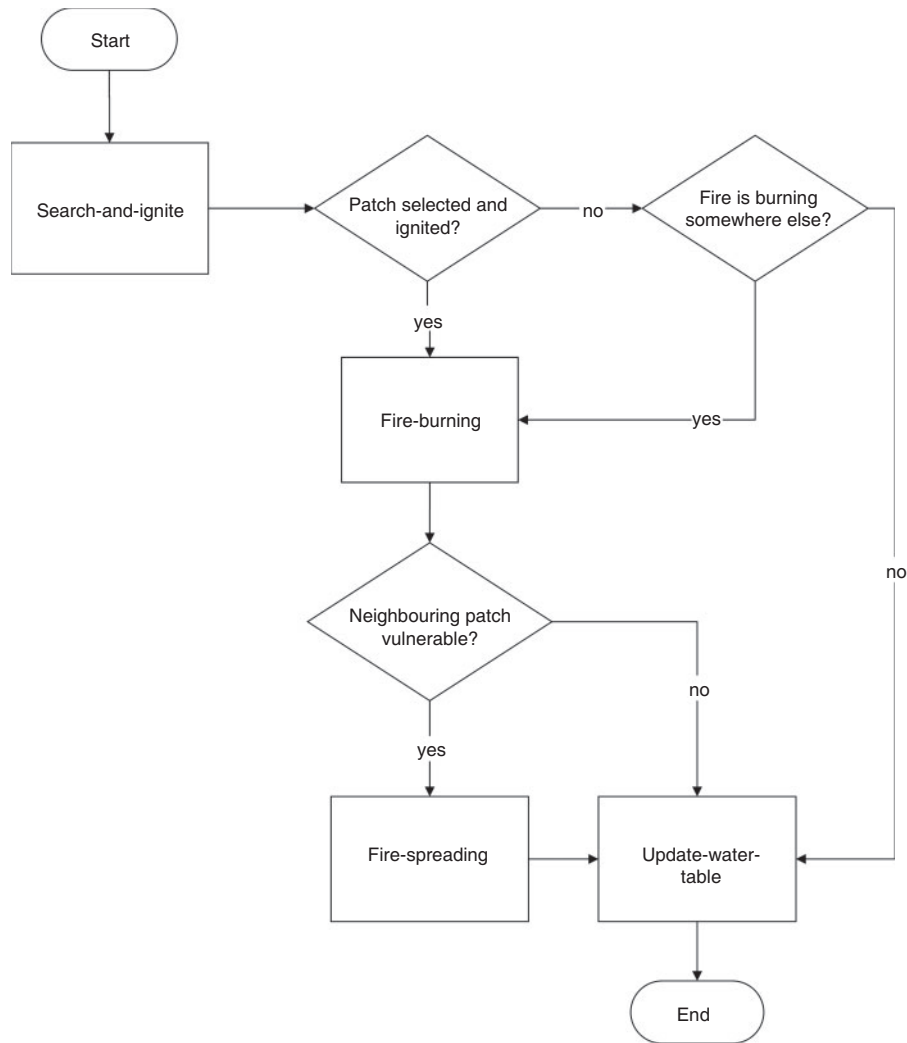 Start
Search-and-ignite
Patch selected and
ignited?
no
Fire is burning
somewhere else?
yes
Fire-burning
yes
no
Neighbouring patch
vulnerable?
no
yes
Fire-spreading
Update-water-
table
End